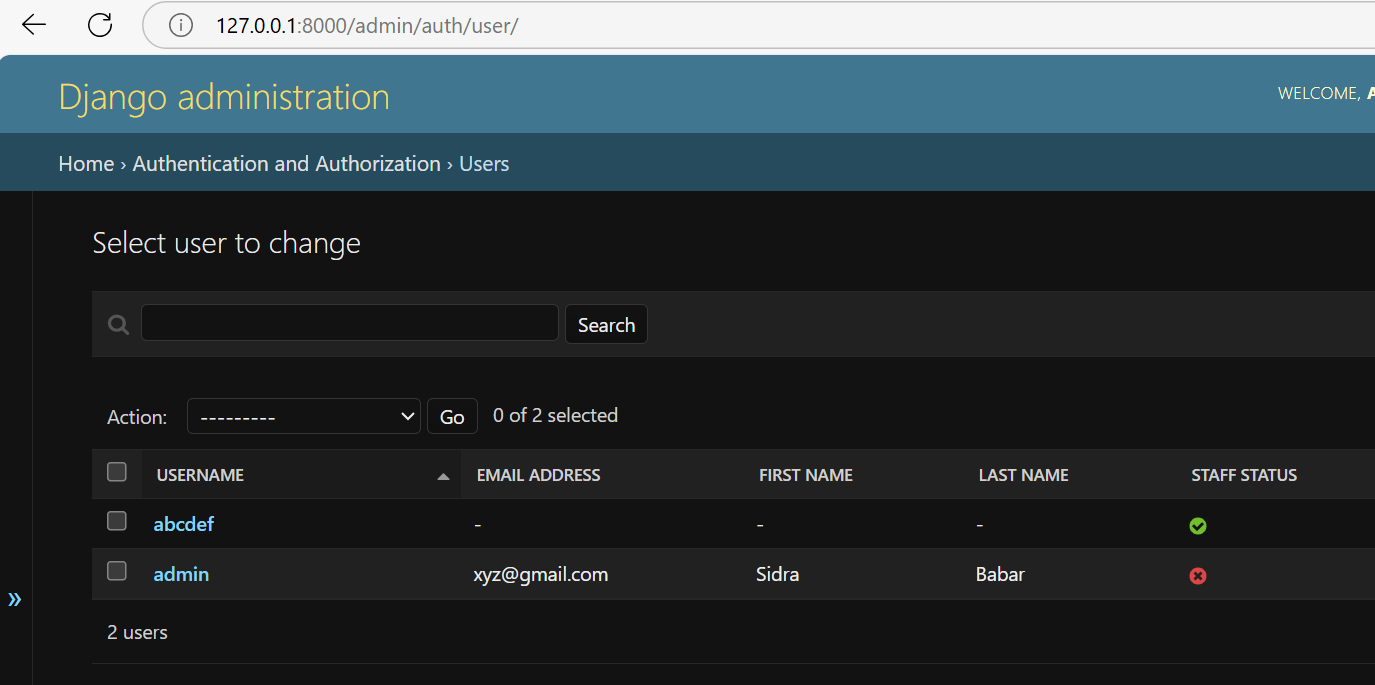 127.0.0.1:8000/admin/auth/user/
Django administration
WELCOME, A
Home › Authentication and Authorization › Users
Select user to change
Search
Action: --------- Go 0 of 2 selected
USERNAME EMAIL ADDRESS FIRST NAME LAST NAME STAFF STATUS
abcdef - - -
admin xyz@gmail.com Sidra Babar
»
2 users